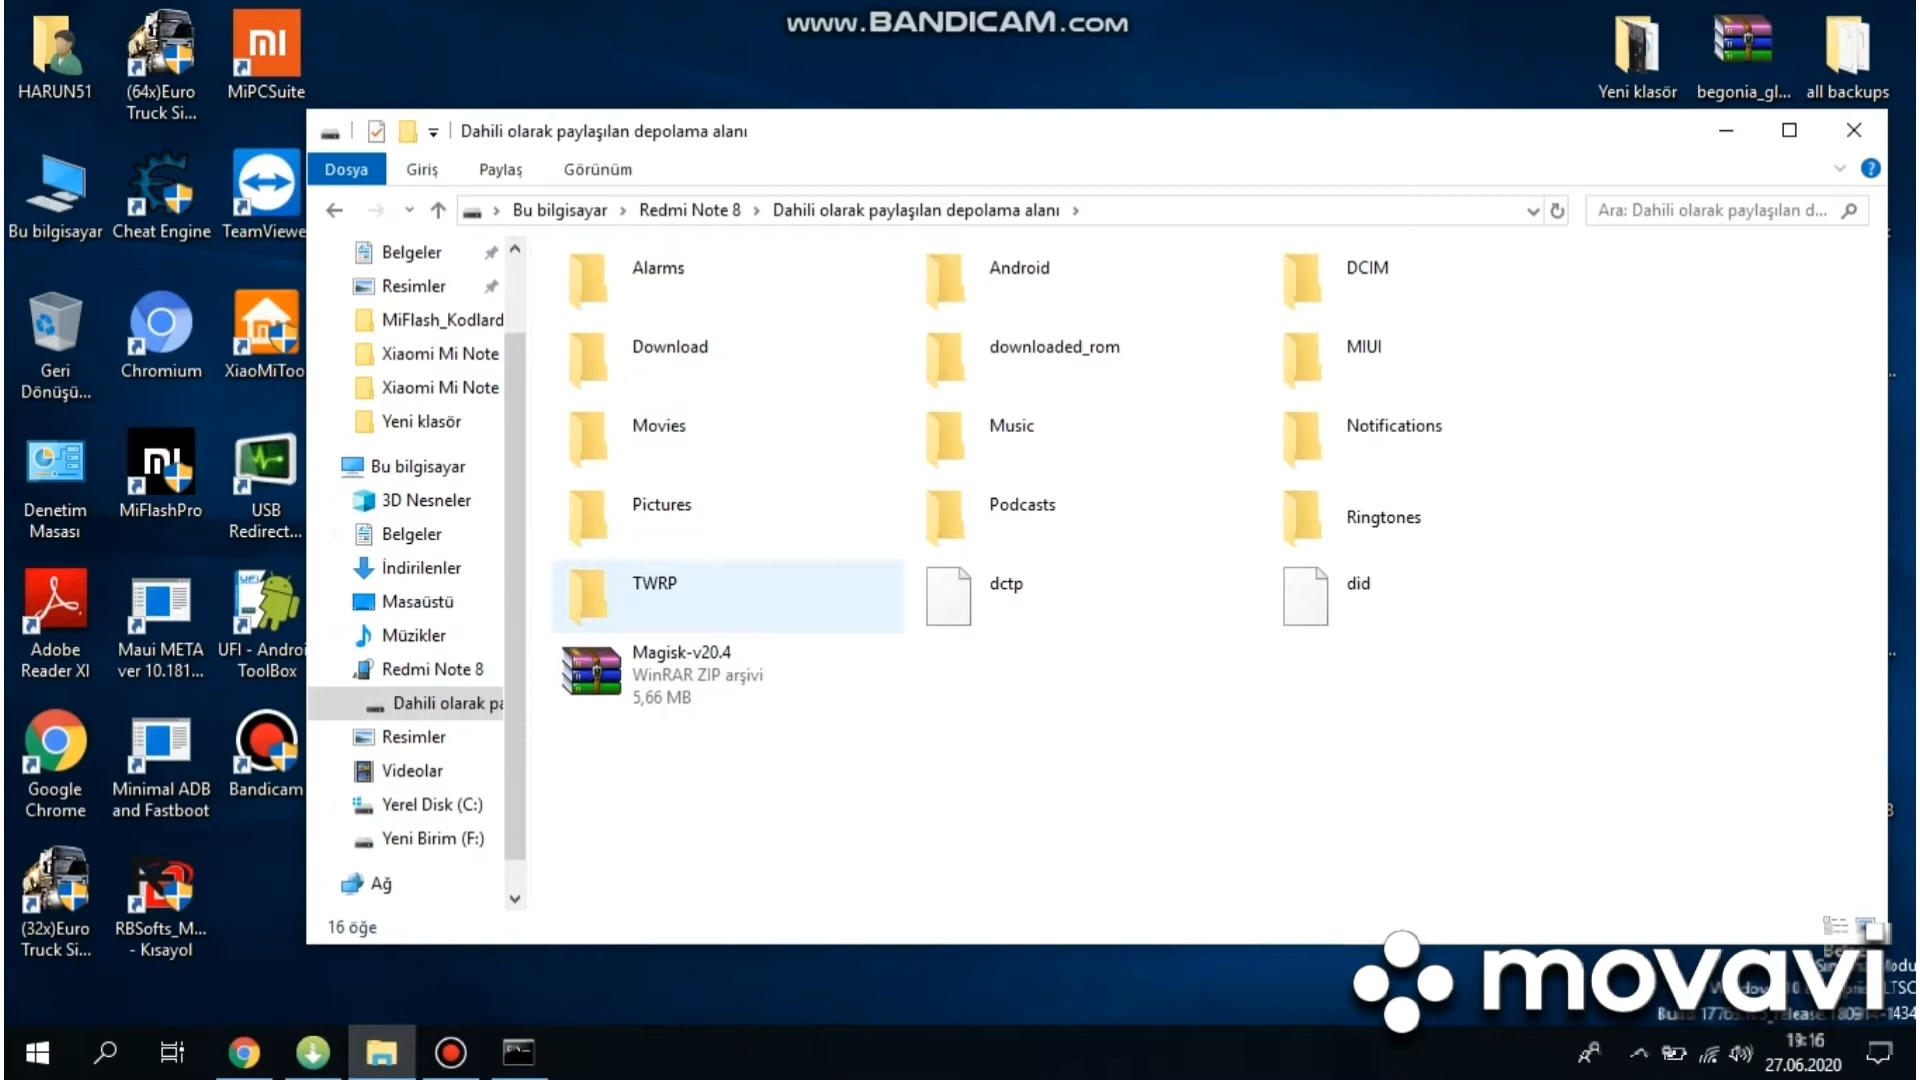 www.BANDICAM.com
HARUN51
(64x)Euro
Truck Si...
MiPCSuite
Yeni klasör
begonia_gl...
all backups
Dahili olarak paylaşılan depolama alanı
Dosya
Giriş
Paylaş
Görünüm
Bu bilgisayar
Redmi Note 8
Dahili olarak paylaşılan depolama alanı
Ara: Dahili olarak paylaşılan d...
Bu bilgisayar
Cheat Engine
TeamViewe
Geri
Dönüşü...
Chromium
XiaoMiToo
Denetim
Masası
MiFlashPro
USB
Redirect...
Adobe
Reader XI
Maui META
ver 10.181...
UFI - Androi
ToolBox
Google
Chrome
Minimal ADB
and Fastboot
Bandicam
(32x)Euro
Truck Si...
RBSofts_M...
- Kısayol
Belgeler
Resimler
MiFlash_Kodlard
Xiaomi Mi Note
Xiaomi Mi Note
Yeni klasör
Bu bilgisayar
3D Nesneler
Belgeler
İndirilenler
Masaüstü
Müzikler
Redmi Note 8
Dahili olarak pa
Resimler
Videolar
Yerel Disk (C:)
Yeni Birim (F:)
Ağ
Alarms
Android
DCIM
Download
downloaded_rom
MIUI
Movies
Music
Notifications
Pictures
Podcasts
Ringtones
TWRP
dctp
did
Magisk-v20.4
WinRAR ZIP arşivi
5,66 MB
16 öğe
movavi
19:16
27.06.2020